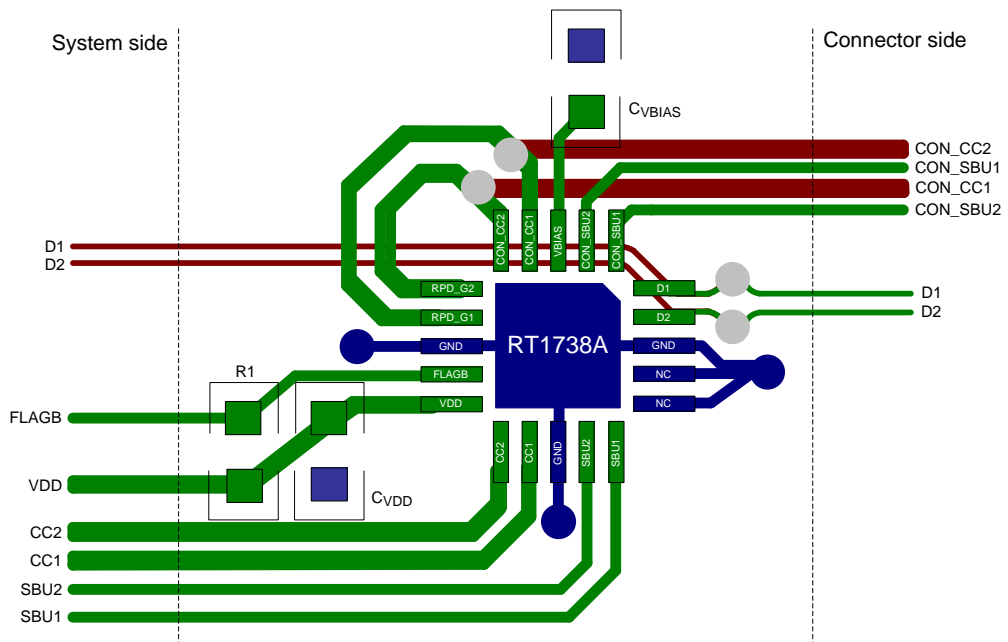 System side
Connector side
CVBIAS
CON_CC2
CON_SBU1
CON_CC1
CON_SBU2
CON_CC2
CON_CC1
VBIAS
CON_SBU2
CON_SBU1
D1
D2
RPD_G2
RPD_G1
GND
FLAGB
VDD
RT1738A
D1
D2
GND
NC
NC
D1
D2
R1
FLAGB
VDD
CVDD
CC2
CC1
GND
SBU2
SBU1
CC2
CC1
SBU2
SBU1